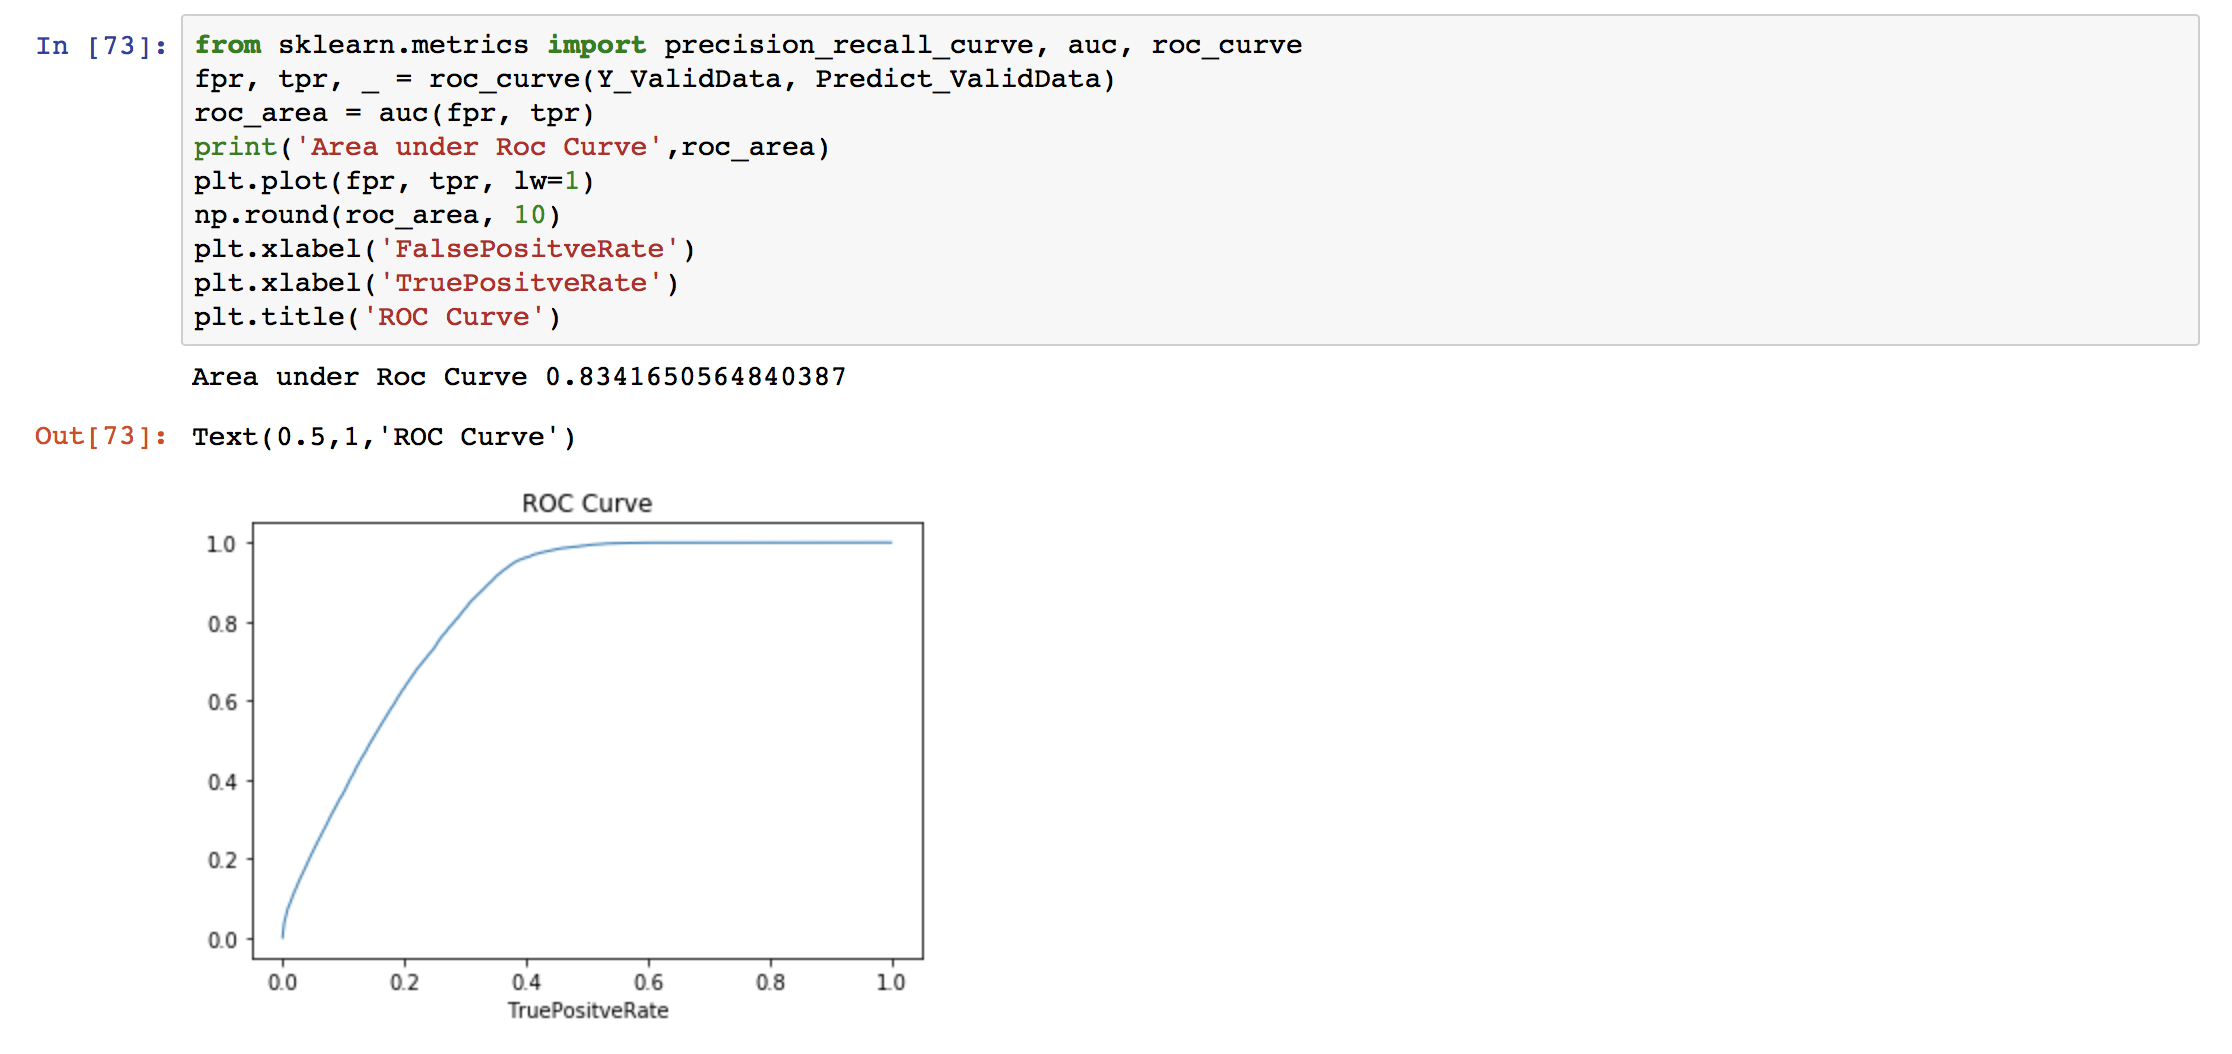 In [73]: from sklearn.metrics import precision_recall_curve, auc, roc_curve
fpr, tpr, _ = roc_curve(Y_ValidData, Predict_ValidData)
roc_area = auc(fpr, tpr)
print('Area under Roc Curve',roc_area)
plt.plot(fpr, tpr, lw=1)
np.round(roc_area, 10)
plt.xlabel('FalsePositveRate')
plt.xlabel('TruePositveRate')
plt.title('ROC Curve')
Area under Roc Curve 0.8341650564840387
Out[73]: Text(0.5,1,'ROC Curve')
ROC Curve
1.0
0.8
0.6
0.4
0.2
0.0
0.0 0.2 0.4 0.6 0.8 1.0
TruePositveRate